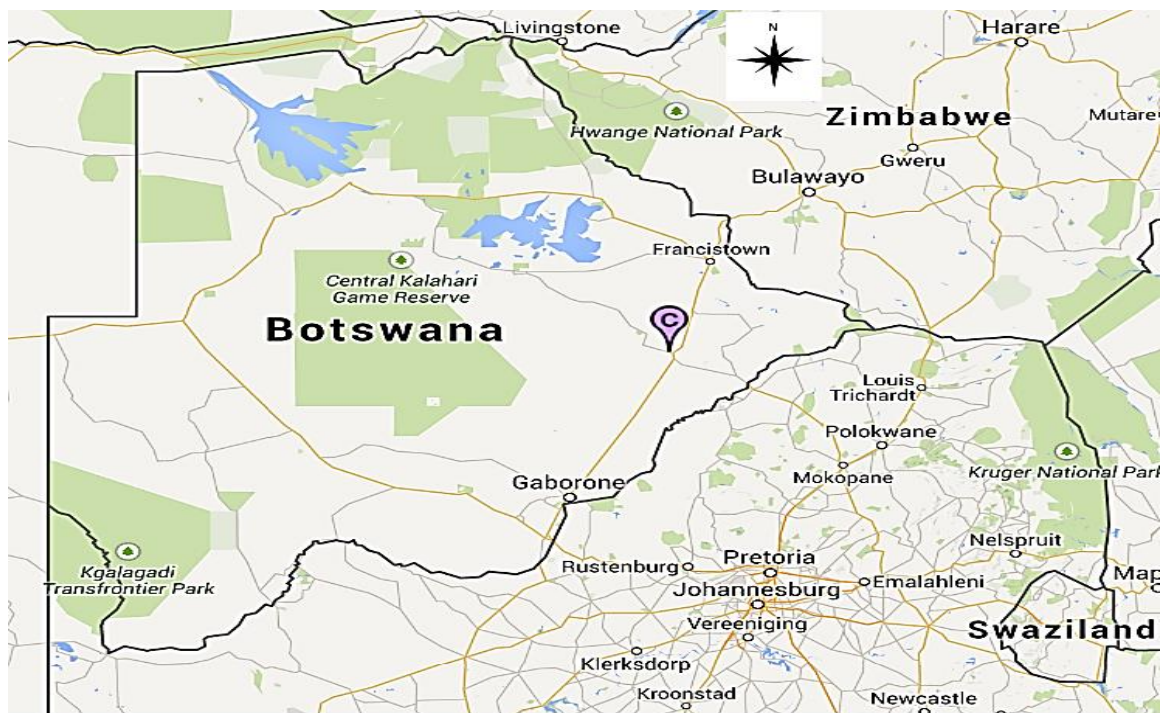 Livingstone
N
Harare
Hwange National Park
Zimbabwe
Mutare
Gweru
Bulawayo
Francistown
Central Kalahari
Game Reserve
Botswana
C
Louis
Trichardt
Polokwane
Mokopane
Kruger National Park
Gaborone
Nelspruit
Kgalagadi
Transfrontier Park
Pretoria
Rustenburg
Emalahleni
Map
Johannesburg
Vereeniging
Swaziland
Klerksdorp
Kroonstad
Newcastle